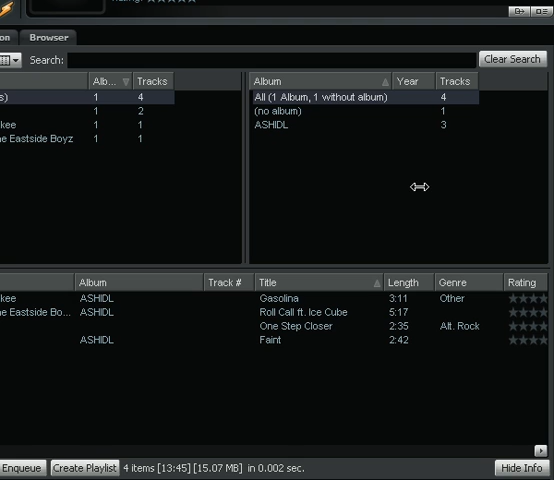 on Browser
Search: Clear Search
Alb... Tracks Album Year Tracks
s) 1 4 All (1 Album, 1 without album) 4
1 2 (no album) 1
kee 1 1 ASHIDL 3
ne Eastside Boyz 1 1
Album Track # Title Length Genre Rating
kee ASHIDL Gasolina 3:11 Other
ne Eastside Bo... ASHIDL Roll Call ft. Ice Cube 5:17
One Step Closer 2:35 Alt. Rock
ASHIDL Faint 2:42
Enqueue Create Playlist 4 items [13:45] [15.07 MB] in 0.002 sec. Hide Info